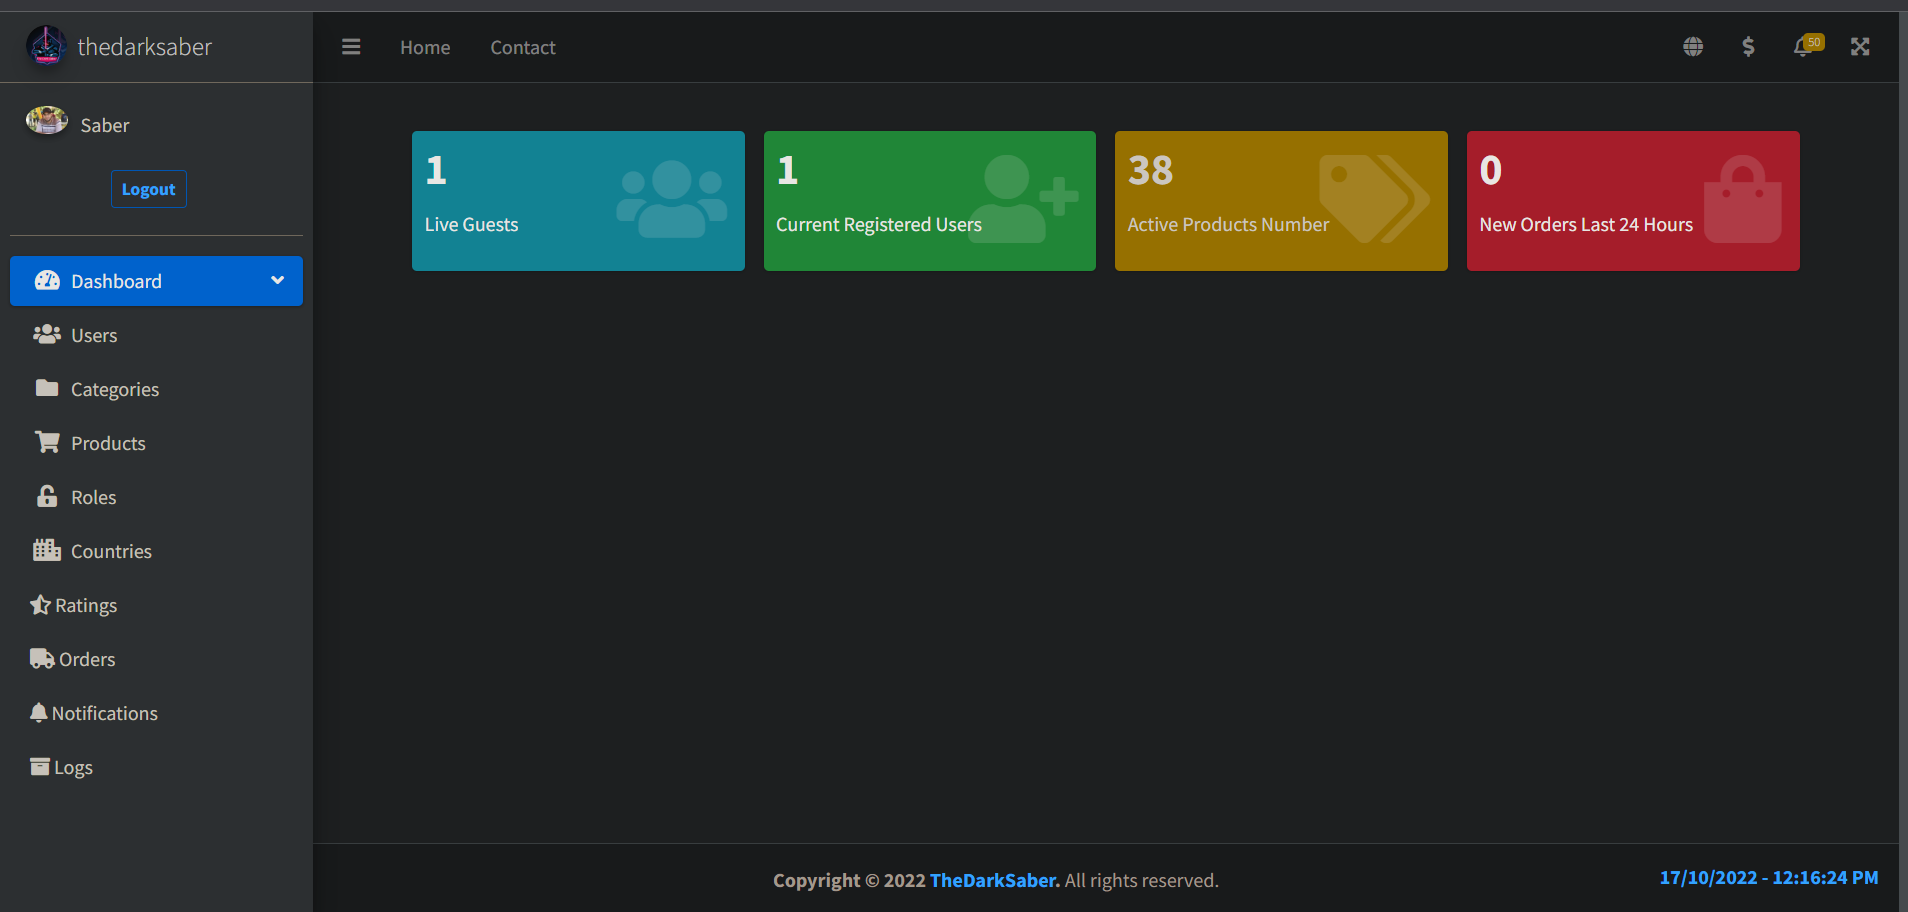 thedarksaber
Home
Contact
50
Saber
Logout
Dashboard
Users
Categories
Products
Roles
Countries
Ratings
Orders
Notifications
Logs
1
Live Guests
1
Current Registered Users
38
Active Products Number
0
New Orders Last 24 Hours
Copyright © 2022 TheDarkSaber. All rights reserved.
17/10/2022 - 12:16:24 PM